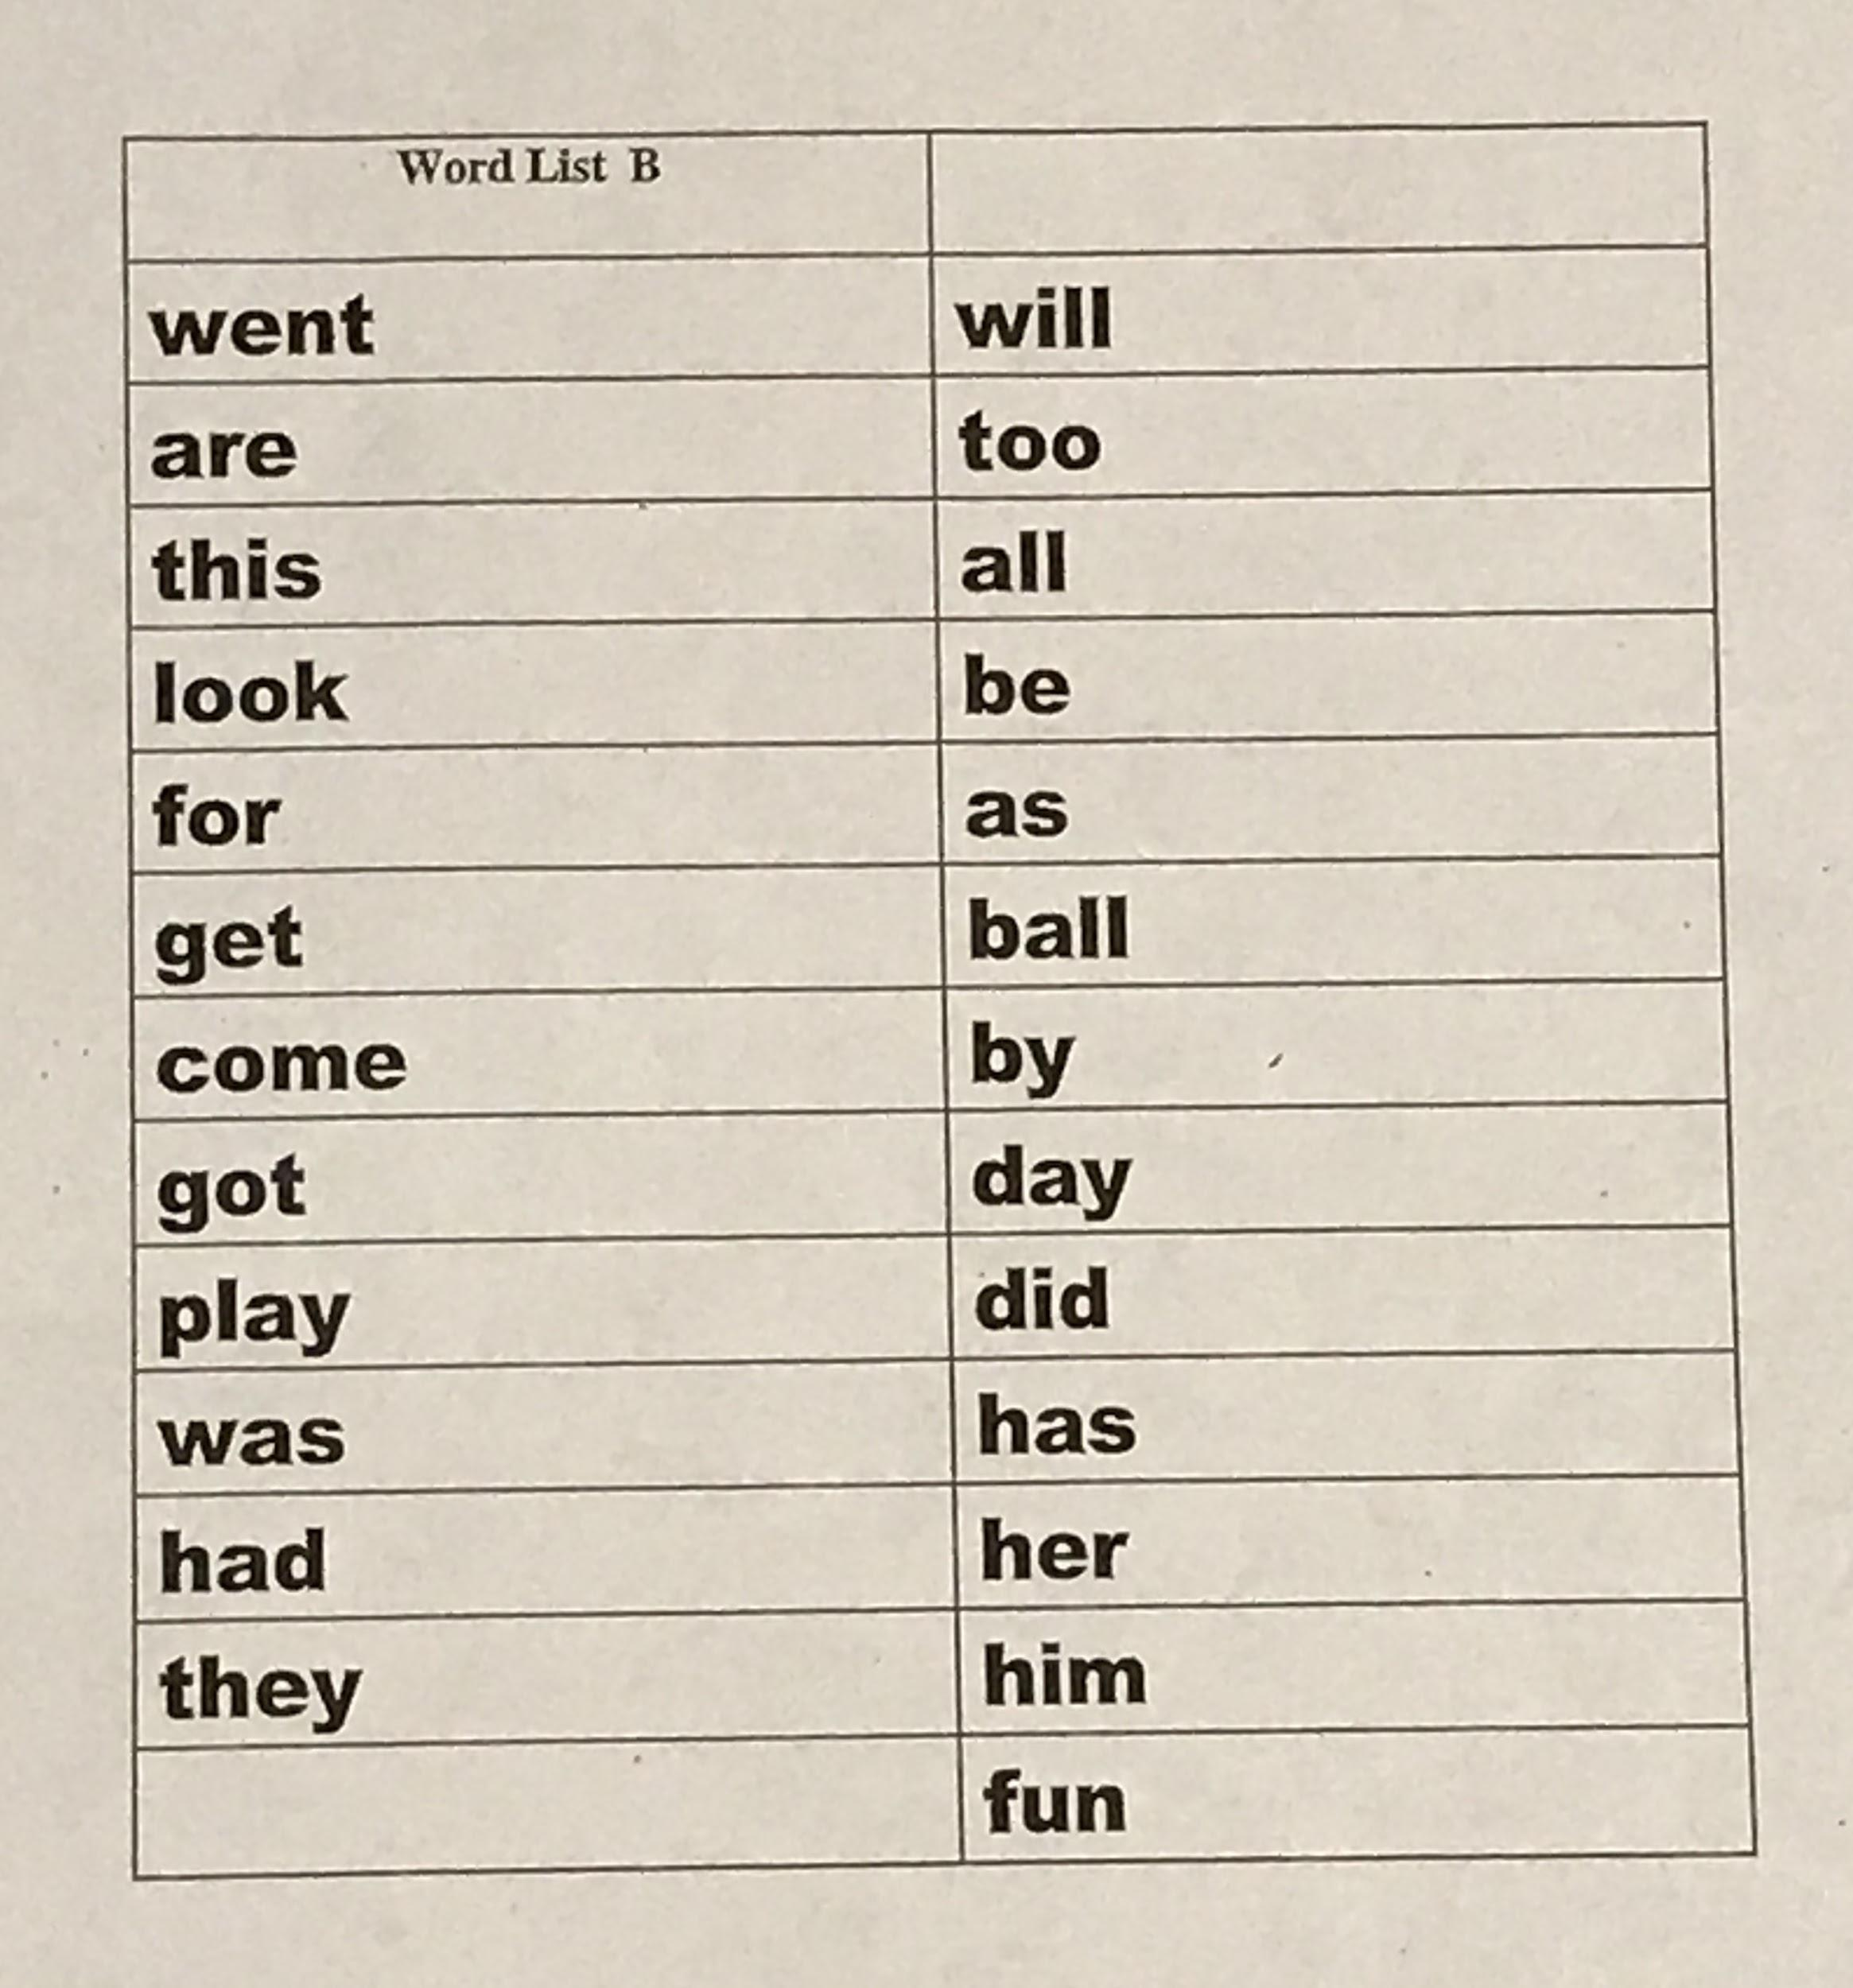 Word List B
went will
are too
this all
look be
for as
get ball
come by
got day
play did
was has
had her
they him
fun